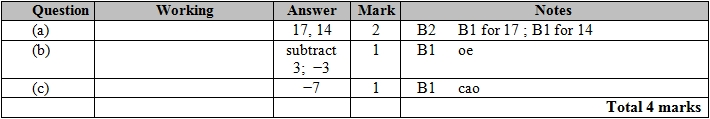 Question Working Answer Mark Notes
(a) 17, 14 2 B2 B1 for 17 ; B1 for 14
(b) subtract 1 B1 oe
3; −3
(c) −7 1 B1 cao
Total 4 marks